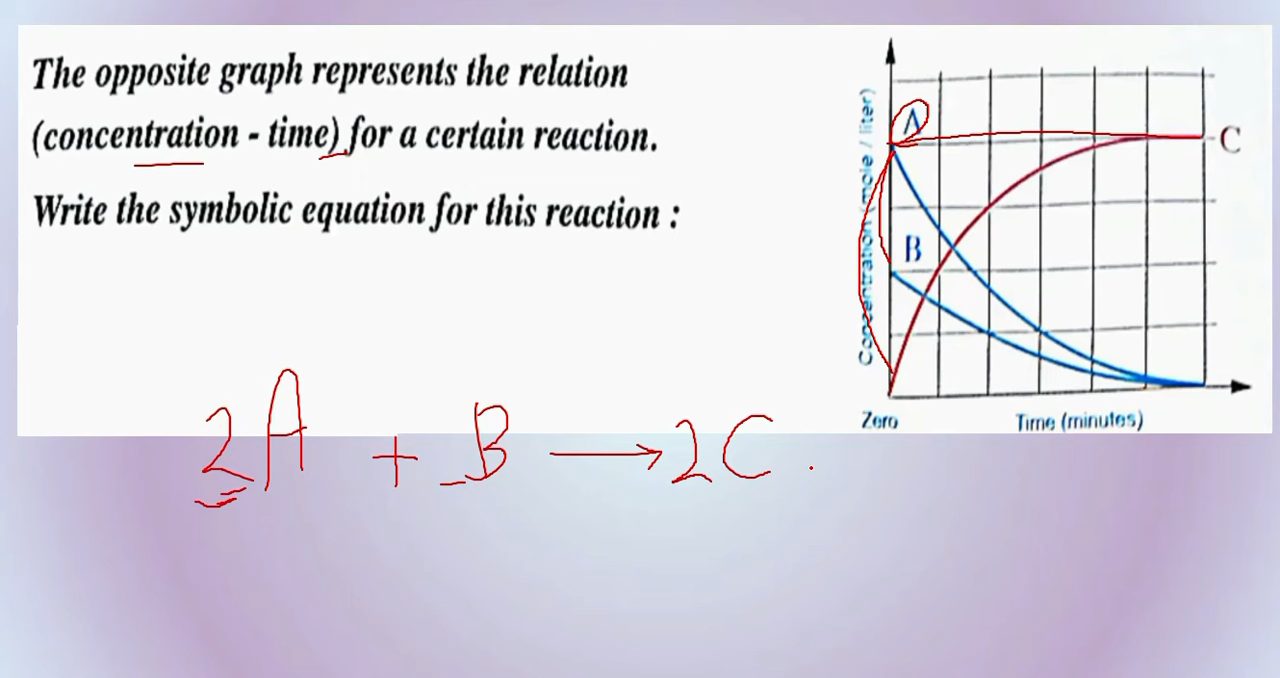 The opposite graph represents the relation
(concentration - time) for a certain reaction.
Write the symbolic equation for this reaction :
A
B
C
Concentration (mole / liter)
Zero
Time (minutes)
2A + B → 2C .